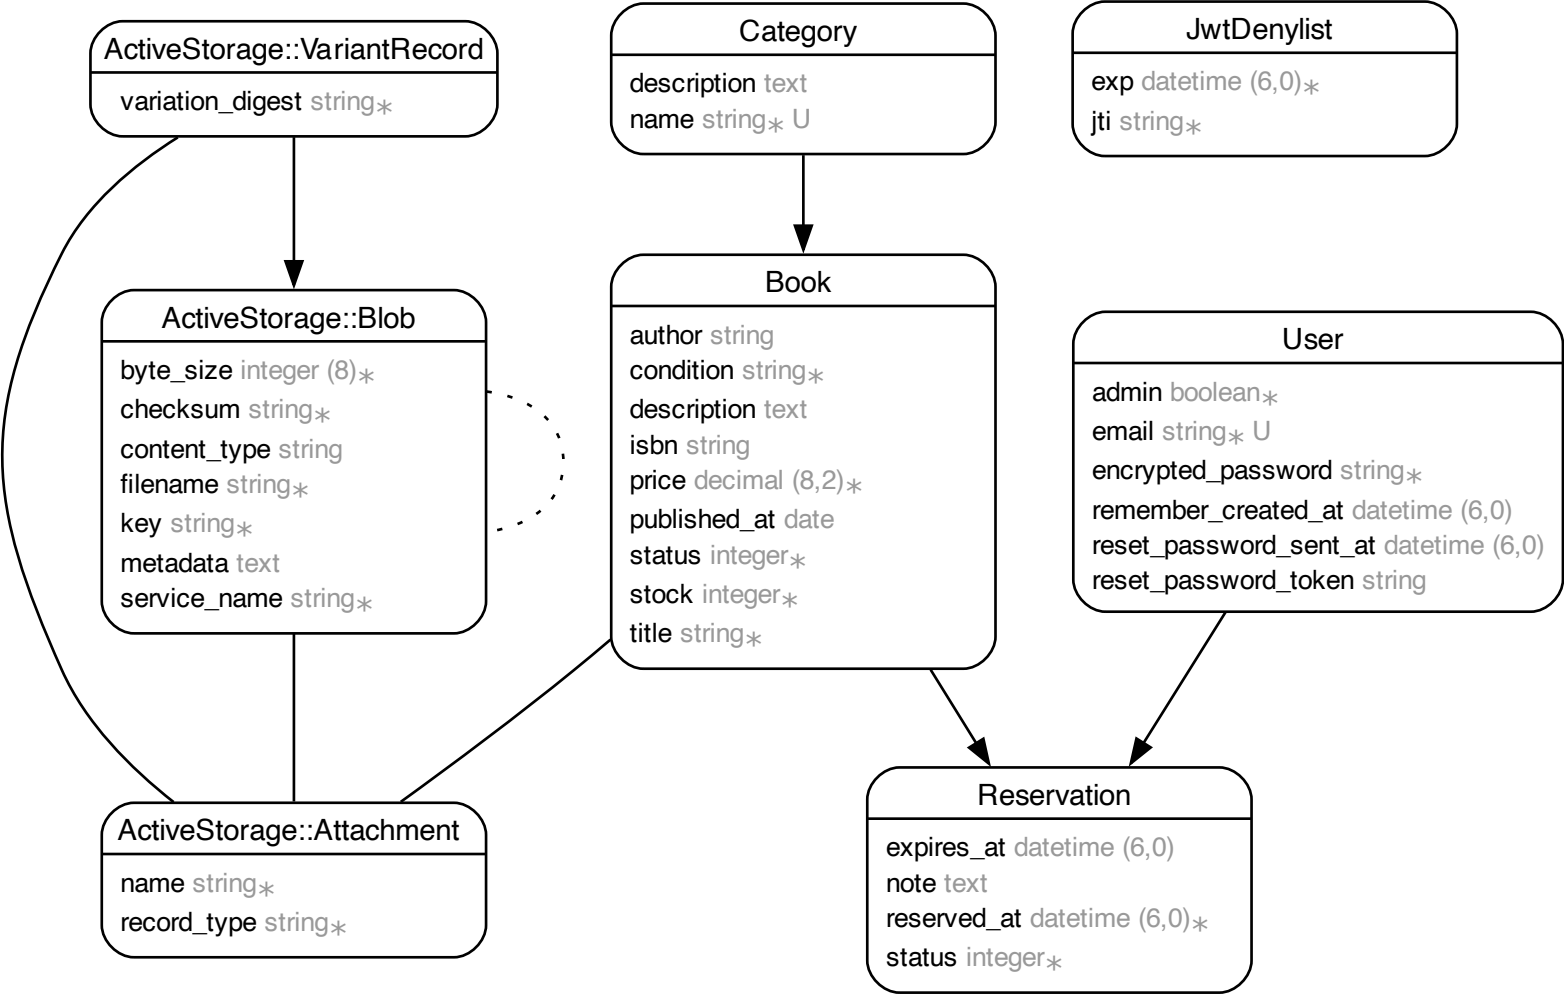 ActiveStorage::VariantRecord
variation_digest string*
Category
description text
name string* U
JwtDenylist
exp datetime (6,0)*
jti string*
ActiveStorage::Blob
byte_size integer (8)*
checksum string*
content_type string
filename string*
key string*
metadata text
service_name string*
Book
author string
condition string*
description text
isbn string
price decimal (8,2)*
published_at date
status integer*
stock integer*
title string*
User
admin boolean*
email string* U
encrypted_password string*
remember_created_at datetime (6,0)
reset_password_sent_at datetime (6,0)
reset_password_token string
ActiveStorage::Attachment
name string*
record_type string*
Reservation
expires_at datetime (6,0)
note text
reserved_at datetime (6,0)*
status integer*